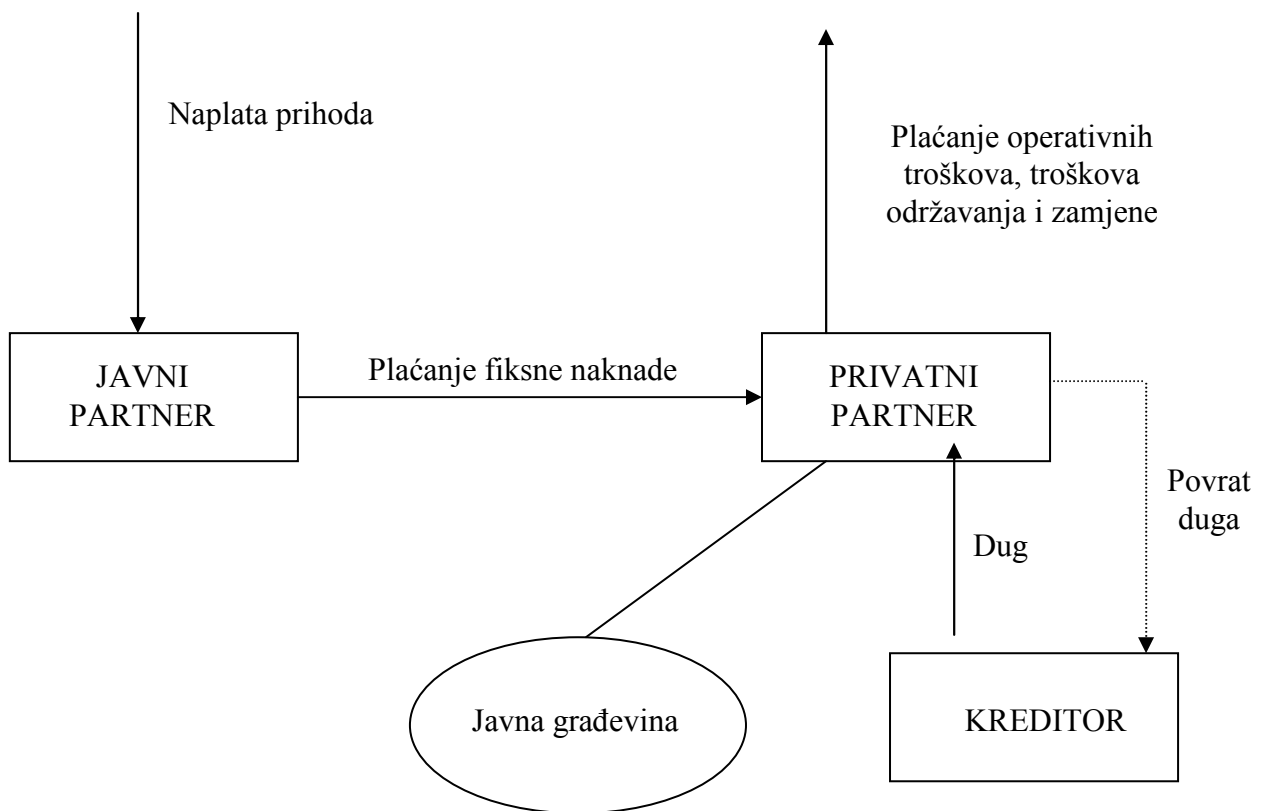 Naplata prihoda
Plaćanje operativnih
troškova, troškova
održavanja i zamjene
JAVNI
PARTNER
Plaćanje fiksne naknade
PRIVATNI
PARTNER
Povrat
duga
Dug
Javna građevina
KREDITOR